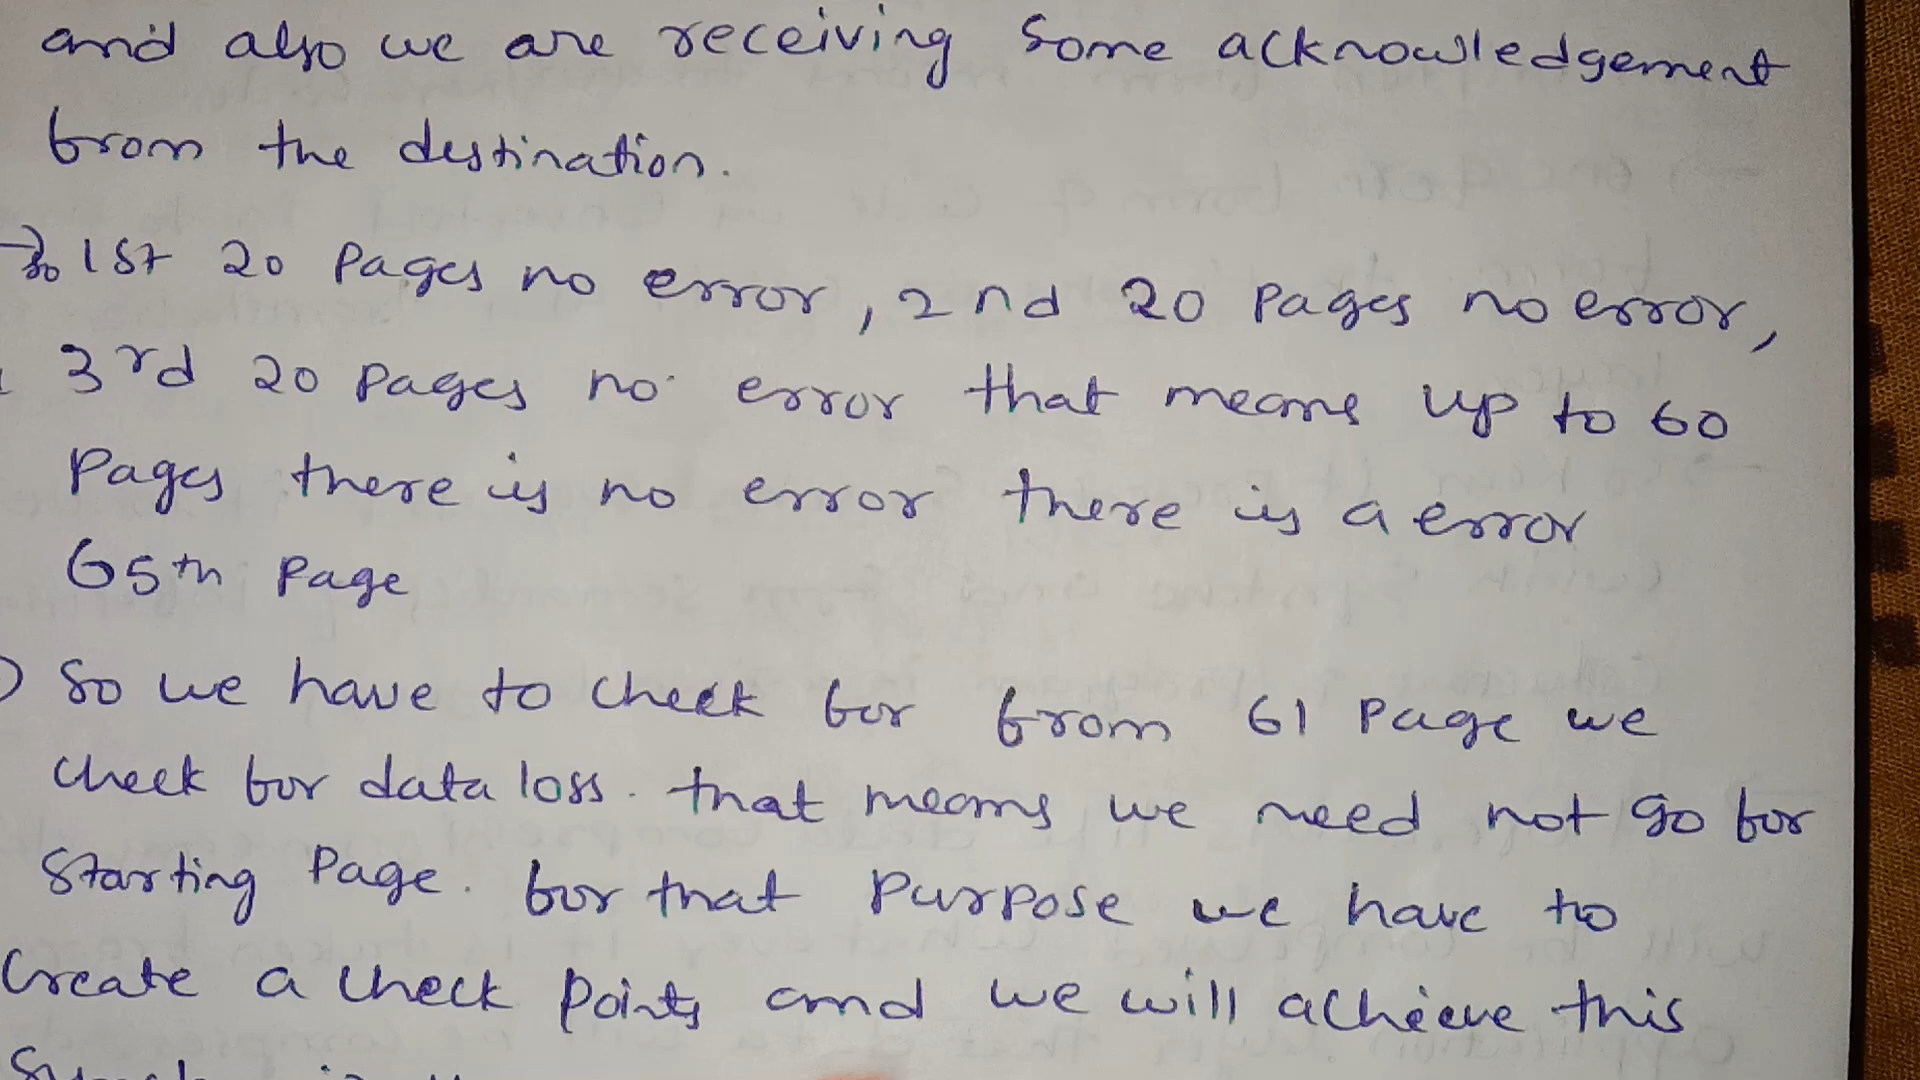 and also we are receiving some acknowledgement
from the destination.
→ 1st 20 Pages no error, 2nd 20 pages no error,
3rd 20 pages no error that means up to 60
Pages there is no error there is a error
65th page
So we have to check for from 61 page we
check for data loss. that means we need not go for
starting page. for that purpose we have to
create a check points and we will achieve this